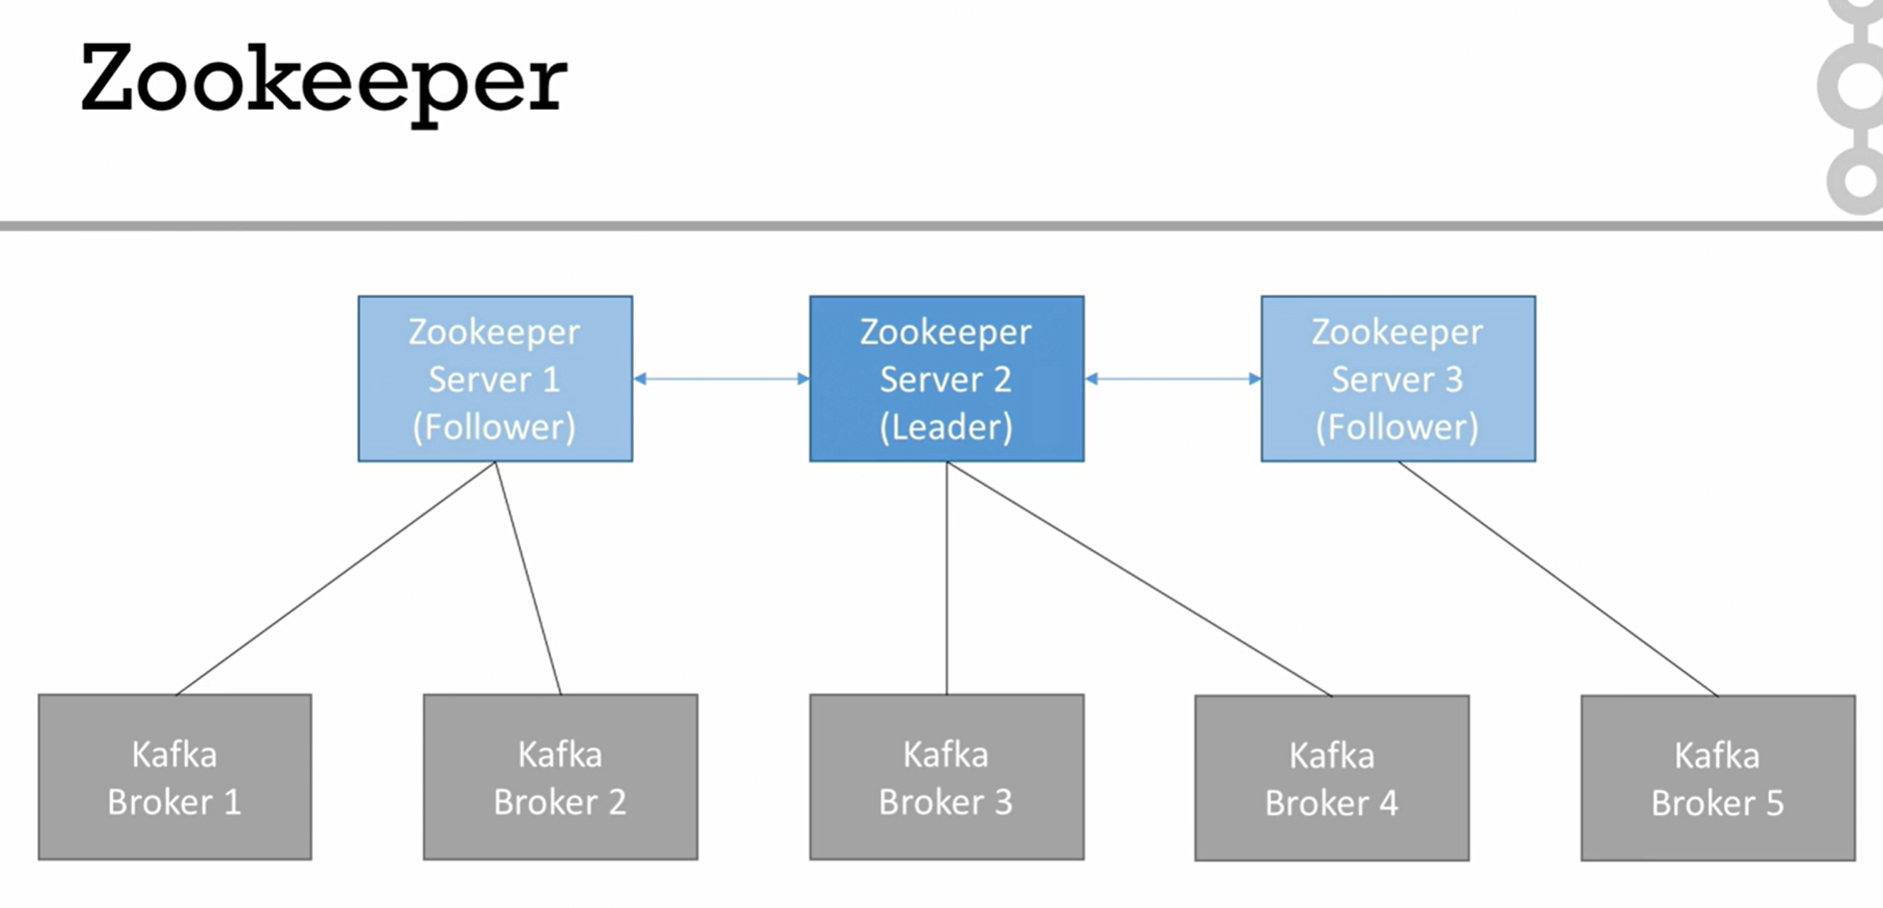 Zookeeper
Zookeeper
Server 1
(Follower)
Zookeeper
Server 2
(Leader)
Zookeeper
Server 3
(Follower)
Kafka
Broker 1
Kafka
Broker 2
Kafka
Broker 3
Kafka
Broker 4
Kafka
Broker 5